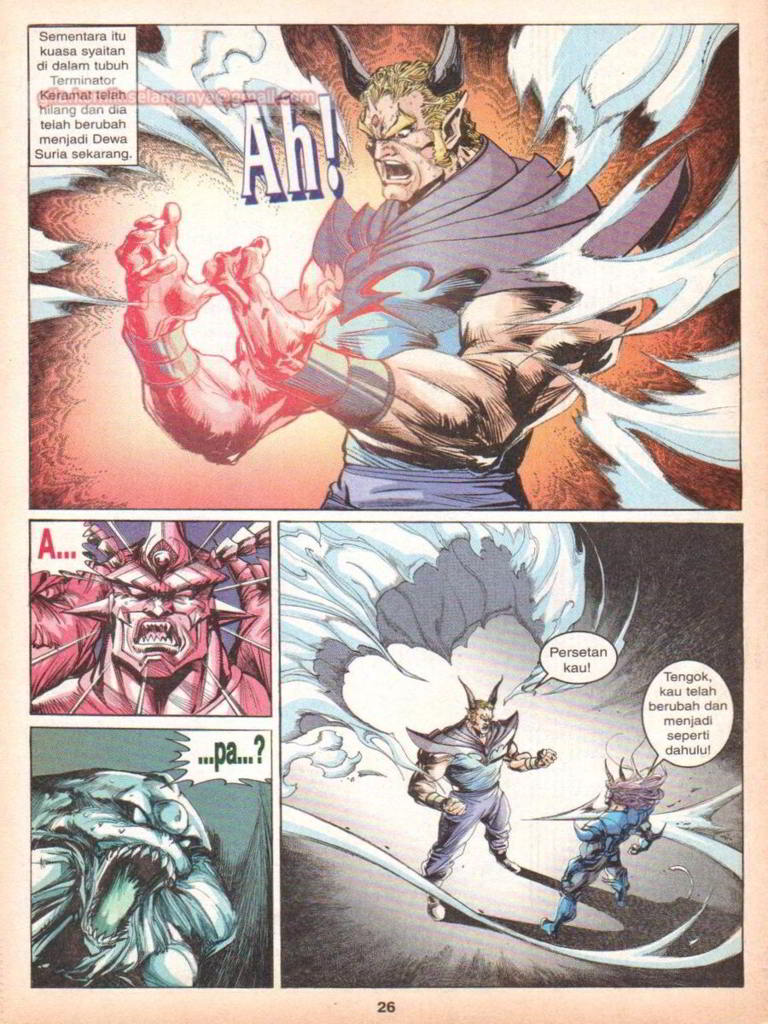 Sementara itu
kuasa syaitan
di dalam tubuh
Terminator
Keramat telah
hilang dan dia
telah berubah
menjadi Dewa
Suria sekarang.
Ah!
A...
...pa...?
Persetan
kau!
Tengok,
kau telah
berubah dan
menjadi
seperti
dahulu!
26